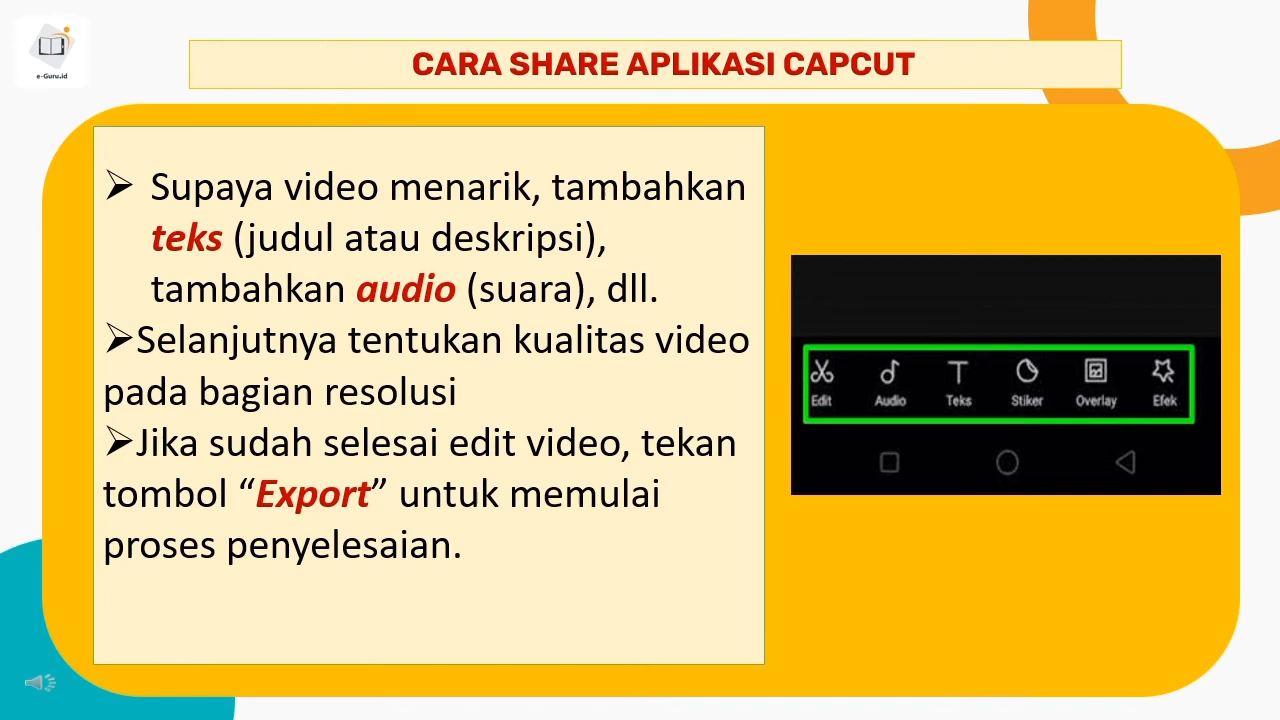 e-Guru.id
CARA SHARE APLIKASI CAPCUT
➢ Supaya video menarik, tambahkan
teks (judul atau deskripsi),
tambahkan audio (suara), dll.
➢Selanjutnya tentukan kualitas video
pada bagian resolusi
➢Jika sudah selesai edit video, tekan
tombol “Export” untuk memulai
proses penyelesaian.
Edit Audio Teks Stiker Overlay Efek